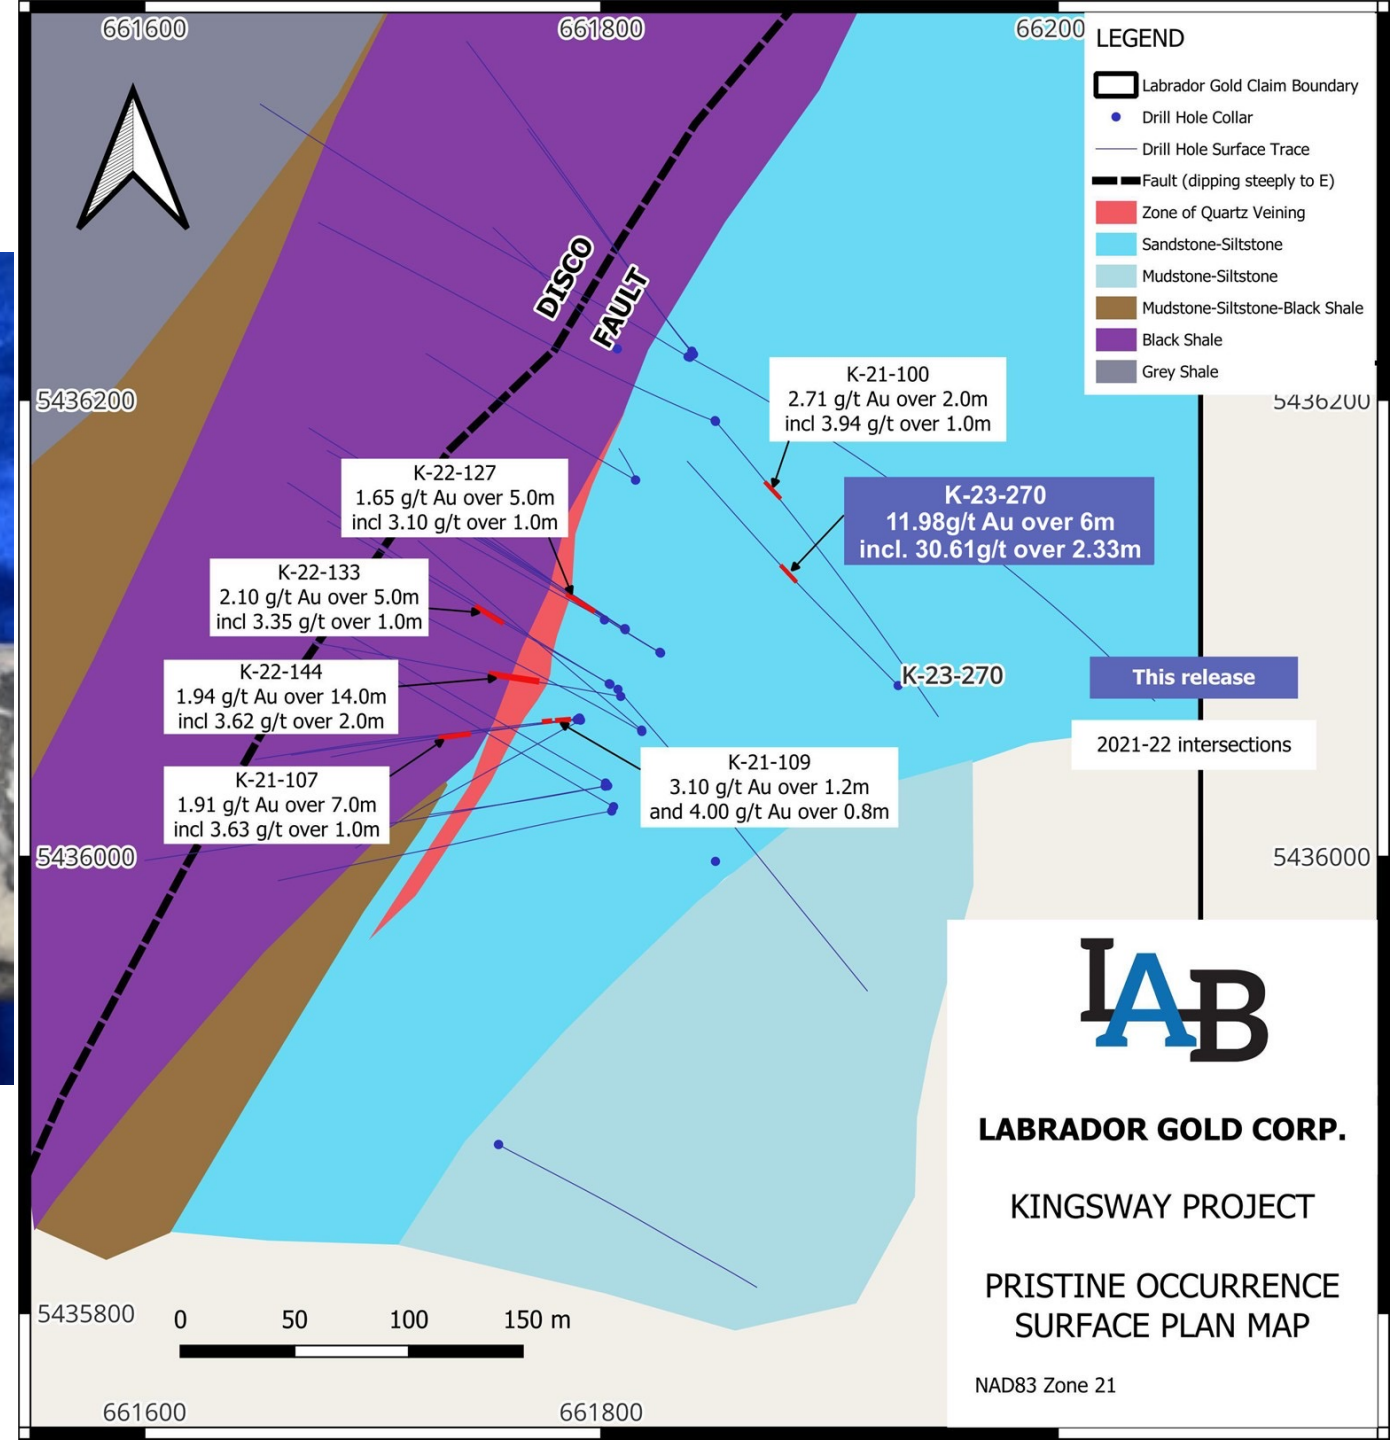 661600
661800
66200
LEGEND
Labrador Gold Claim Boundary
Drill Hole Collar
Drill Hole Surface Trace
Fault (dipping steeply to E)
Zone of Quartz Veining
Sandstone-Siltstone
Mudstone-Siltstone
Mudstone-Siltstone-Black Shale
Black Shale
Grey Shale
DISCO
FAULT
5436200
5436200
K-21-100
2.71 g/t Au over 2.0m
incl 3.94 g/t over 1.0m
K-22-127
1.65 g/t Au over 5.0m
incl 3.10 g/t over 1.0m
K-23-270
11.98g/t Au over 6m
incl. 30.61g/t over 2.33m
K-22-133
2.10 g/t Au over 5.0m
incl 3.35 g/t over 1.0m
K-22-144
1.94 g/t Au over 14.0m
incl 3.62 g/t over 2.0m
K-23-270
This release
2021-22 intersections
K-21-107
1.91 g/t Au over 7.0m
incl 3.63 g/t over 1.0m
K-21-109
3.10 g/t Au over 1.2m
and 4.00 g/t Au over 0.8m
5436000
5436000
LAB
LABRADOR GOLD CORP.
KINGSWAY PROJECT
PRISTINE OCCURRENCE
SURFACE PLAN MAP
NAD83 Zone 21
5435800
0 50 100 150 m
661600
661800